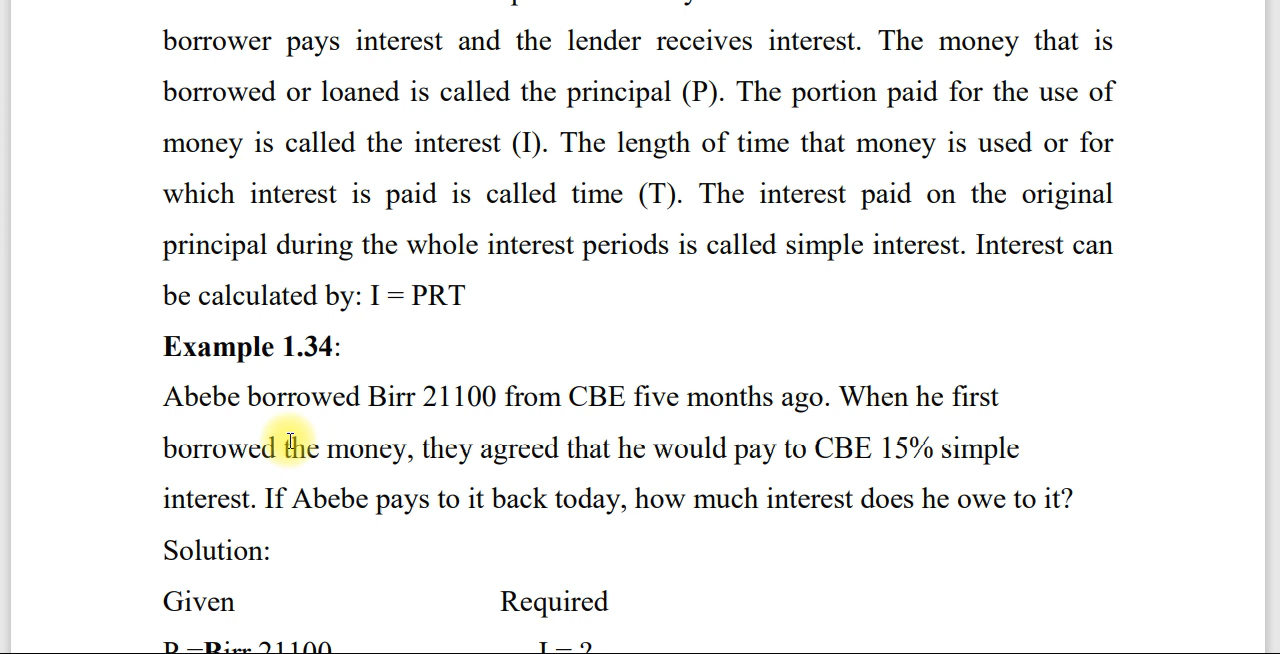 borrower pays interest and the lender receives interest. The money that is
borrowed or loaned is called the principal (P). The portion paid for the use of
money is called the interest (I). The length of time that money is used or for
which interest is paid is called time (T). The interest paid on the original
principal during the whole interest periods is called simple interest. Interest can
be calculated by: I = PRT
Example 1.34:
Abebe borrowed Birr 21100 from CBE five months ago. When he first
borrowed the money, they agreed that he would pay to CBE 15% simple
interest. If Abebe pays to it back today, how much interest does he owe to it?
Solution:
Given Required
P =Birr 21100 I = ?